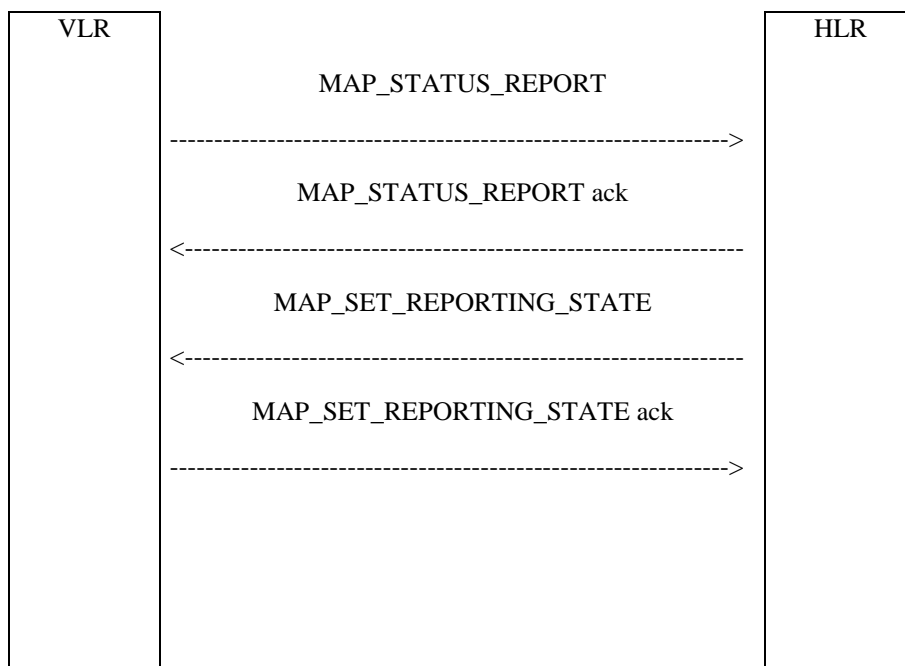 VLR HLR
MAP_STATUS_REPORT
MAP_STATUS_REPORT ack
MAP_SET_REPORTING_STATE
MAP_SET_REPORTING_STATE ack